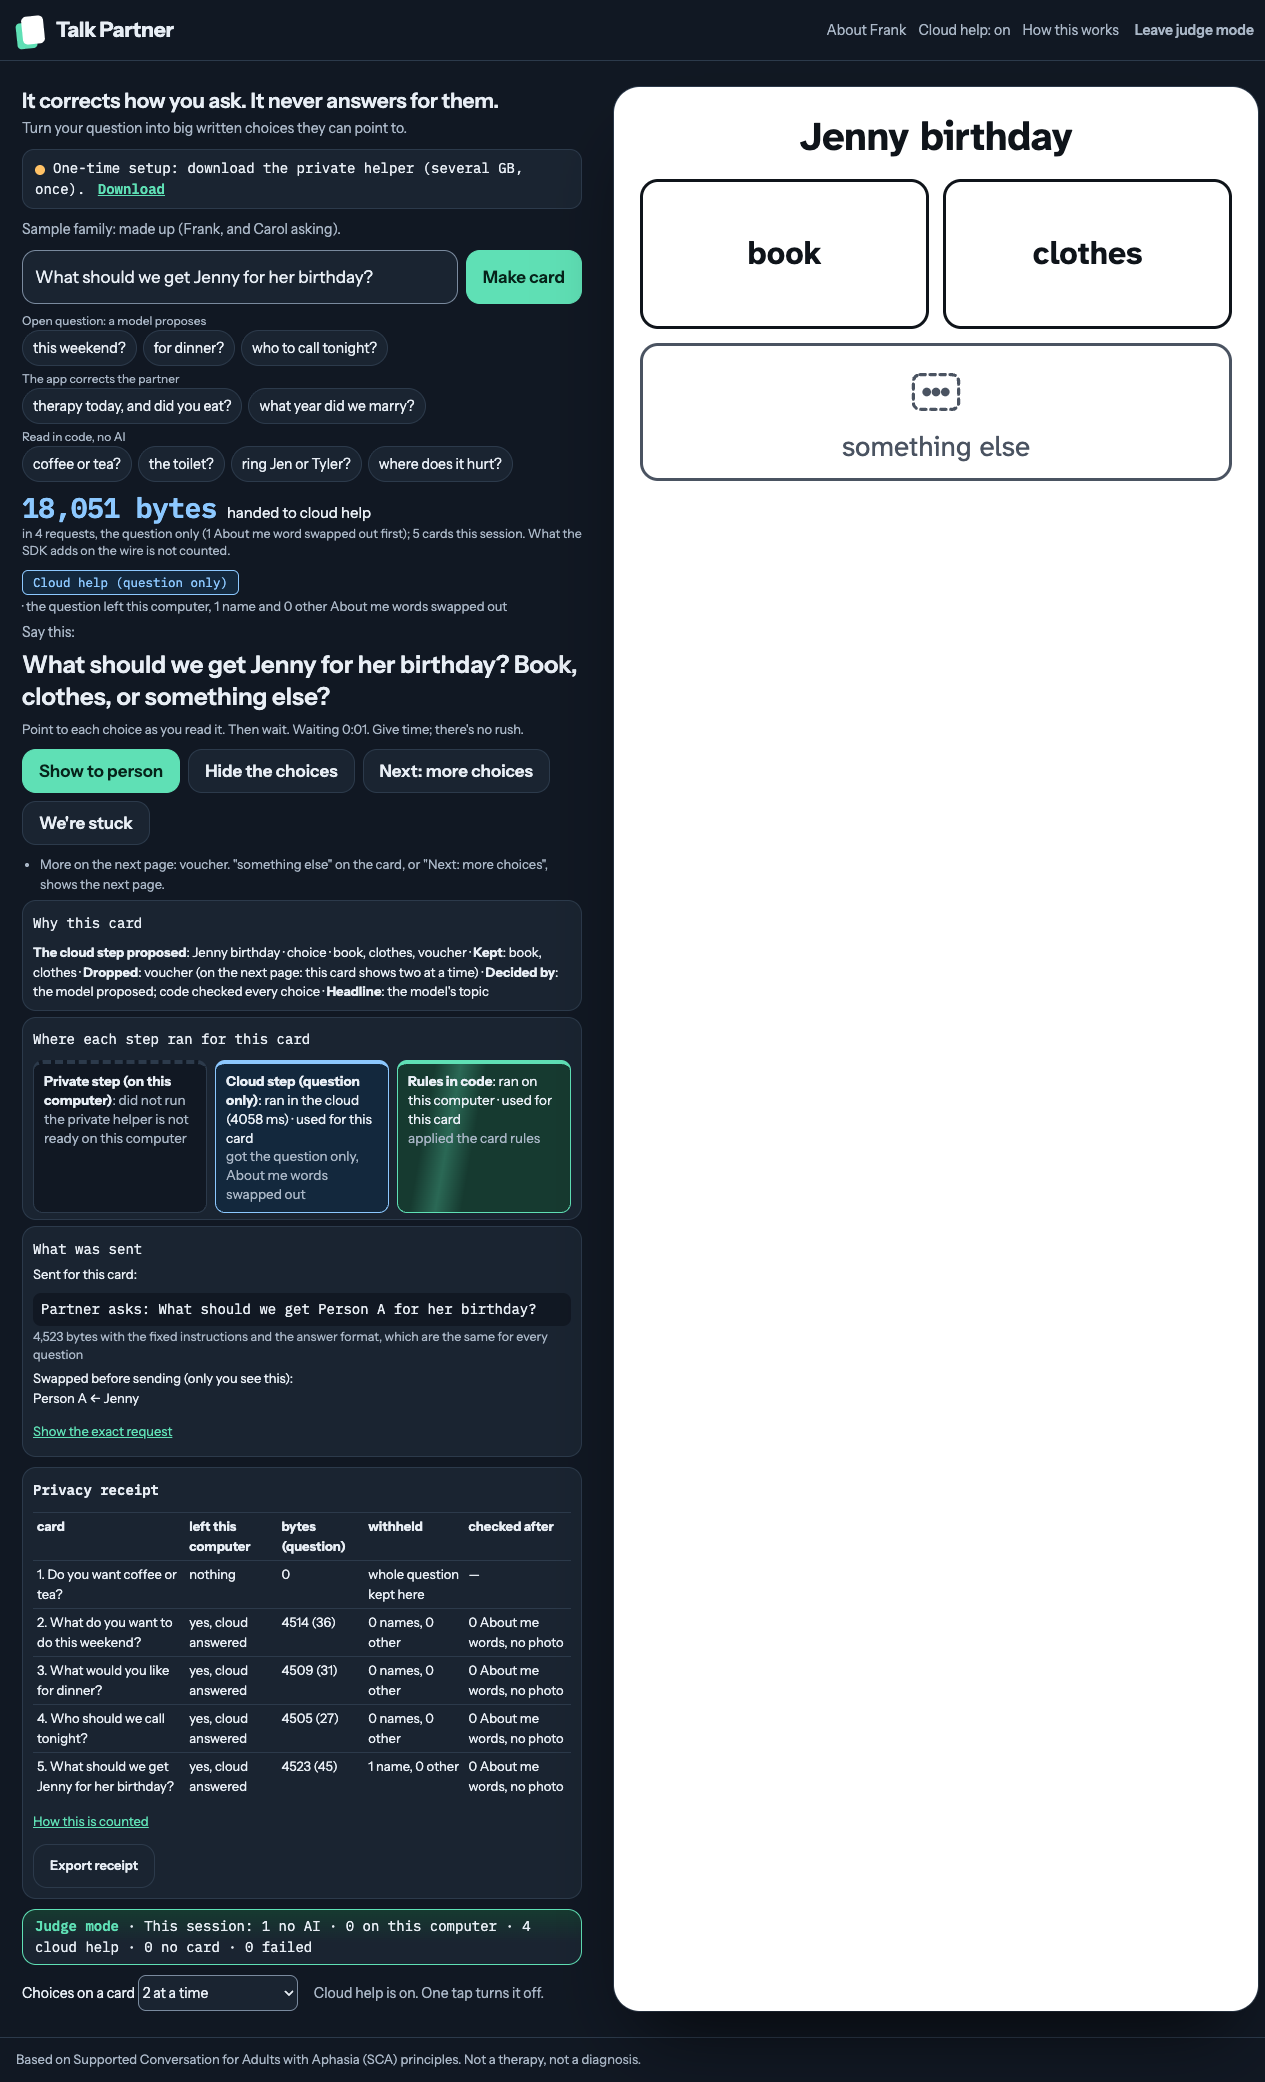 Talk Partner
About Frank Cloud help: on How this works Leave judge mode
It corrects how you ask. It never answers for them.
Turn your question into big written choices they can point to.
One-time setup: download the private helper (several GB,
once). Download
Sample family: made up (Frank, and Carol asking).
What should we get Jenny for her birthday? Make card
Open question: a model proposes
this weekend? for dinner? who to call tonight?
The app corrects the partner
therapy today, and did you eat? what year did we marry?
Read in code, no AI
coffee or tea? the toilet? ring Jen or Tyler? where does it hurt?
18,051 bytes handed to cloud help
in 4 requests, the question only (1 About me word swapped out first); 5 cards this session. What the
SDK adds on the wire is not counted.
Cloud help (question only)
· the question left this computer, 1 name and 0 other About me words swapped out
Say this:
What should we get Jenny for her birthday? Book,
clothes, or something else?
Point to each choice as you read it. Then wait. Waiting 0:01. Give time; there's no rush.
Show to person Hide the choices Next: more choices
We're stuck
• More on the next page: voucher. "something else" on the card, or "Next: more choices",
shows the next page.
Why this card
The cloud step proposed: Jenny birthday · choice · book, clothes, voucher · Kept: book,
clothes · Dropped: voucher (on the next page: this card shows two at a time) · Decided by:
the model proposed; code checked every choice · Headline: the model's topic
Where each step ran for this card
Private step (on this
computer): did not run
the private helper is not
ready on this computer
Cloud step (question
only): ran in the cloud
(4058 ms) · used for this
card
got the question only,
About me words
swapped out
Rules in code: ran on
this computer · used for
this card
applied the card rules
What was sent
Sent for this card:
Partner asks: What should we get Person A for her birthday?
4,523 bytes with the fixed instructions and the answer format, which are the same for every
question
Swapped before sending (only you see this):
Person A ← Jenny
Show the exact request
Privacy receipt
card left this computer bytes (question) withheld checked after
1. Do you want coffee or tea? nothing 0 whole question kept here —
2. What do you want to do this weekend? yes, cloud answered 4514 (36) 0 names, 0 other 0 About me words, no photo
3. What would you like for dinner? yes, cloud answered 4509 (31) 0 names, 0 other 0 About me words, no photo
4. Who should we call tonight? yes, cloud answered 4505 (27) 0 names, 0 other 0 About me words, no photo
5. What should we get Jenny for her birthday? yes, cloud answered 4523 (45) 1 name, 0 other 0 About me words, no photo
How this is counted
Export receipt
Judge mode · This session: 1 no AI · 0 on this computer · 4
cloud help · 0 no card · 0 failed
Choices on a card 2 at a time Cloud help is on. One tap turns it off.
Jenny birthday
book clothes
something else
Based on Supported Conversation for Adults with Aphasia (SCA) principles. Not a therapy, not a diagnosis.